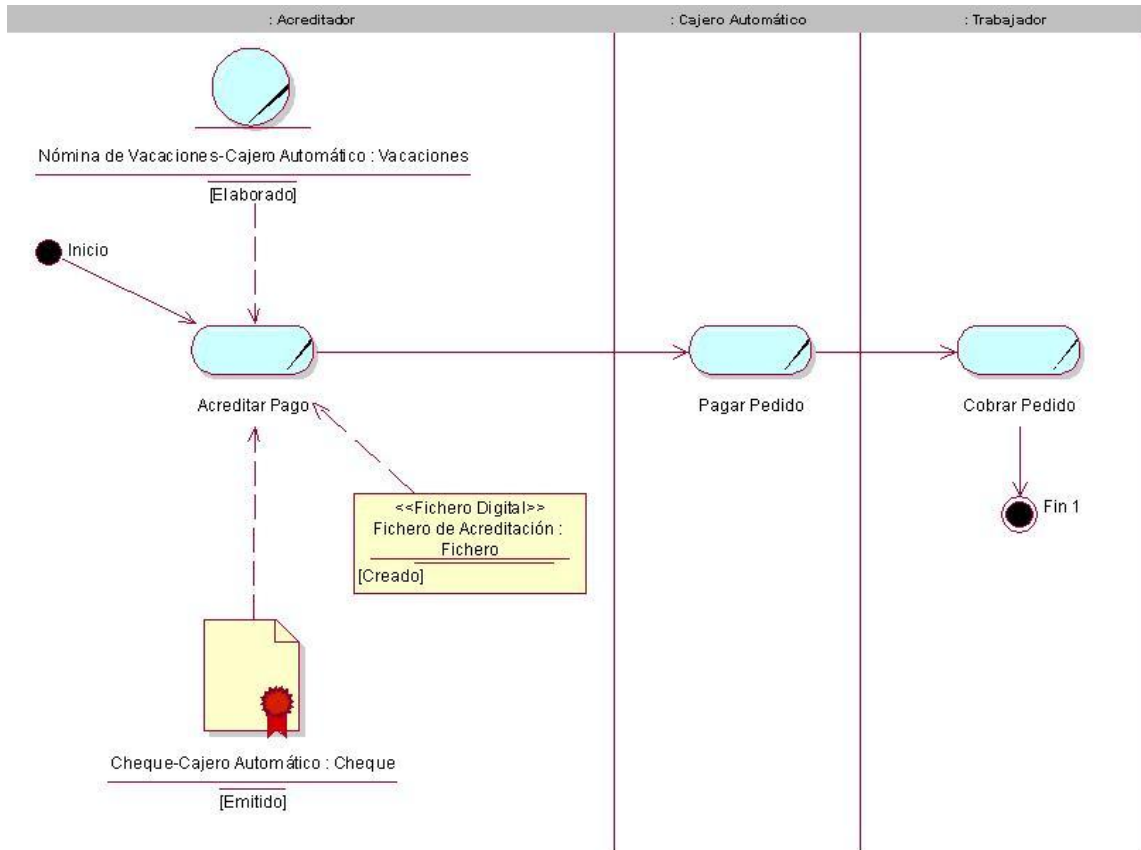 : Acreditador
: Cajero Automático
: Trabajador
Nómina de Vacaciones-Cajero Automático : Vacaciones
[Elaborado]
Inicio
Acreditar Pago
Pagar Pedido
Cobrar Pedido
<<Fichero Digital>>
Fichero de Acreditación :
Fichero
[Creado]
Fin 1
Cheque-Cajero Automático : Cheque
[Emitido]